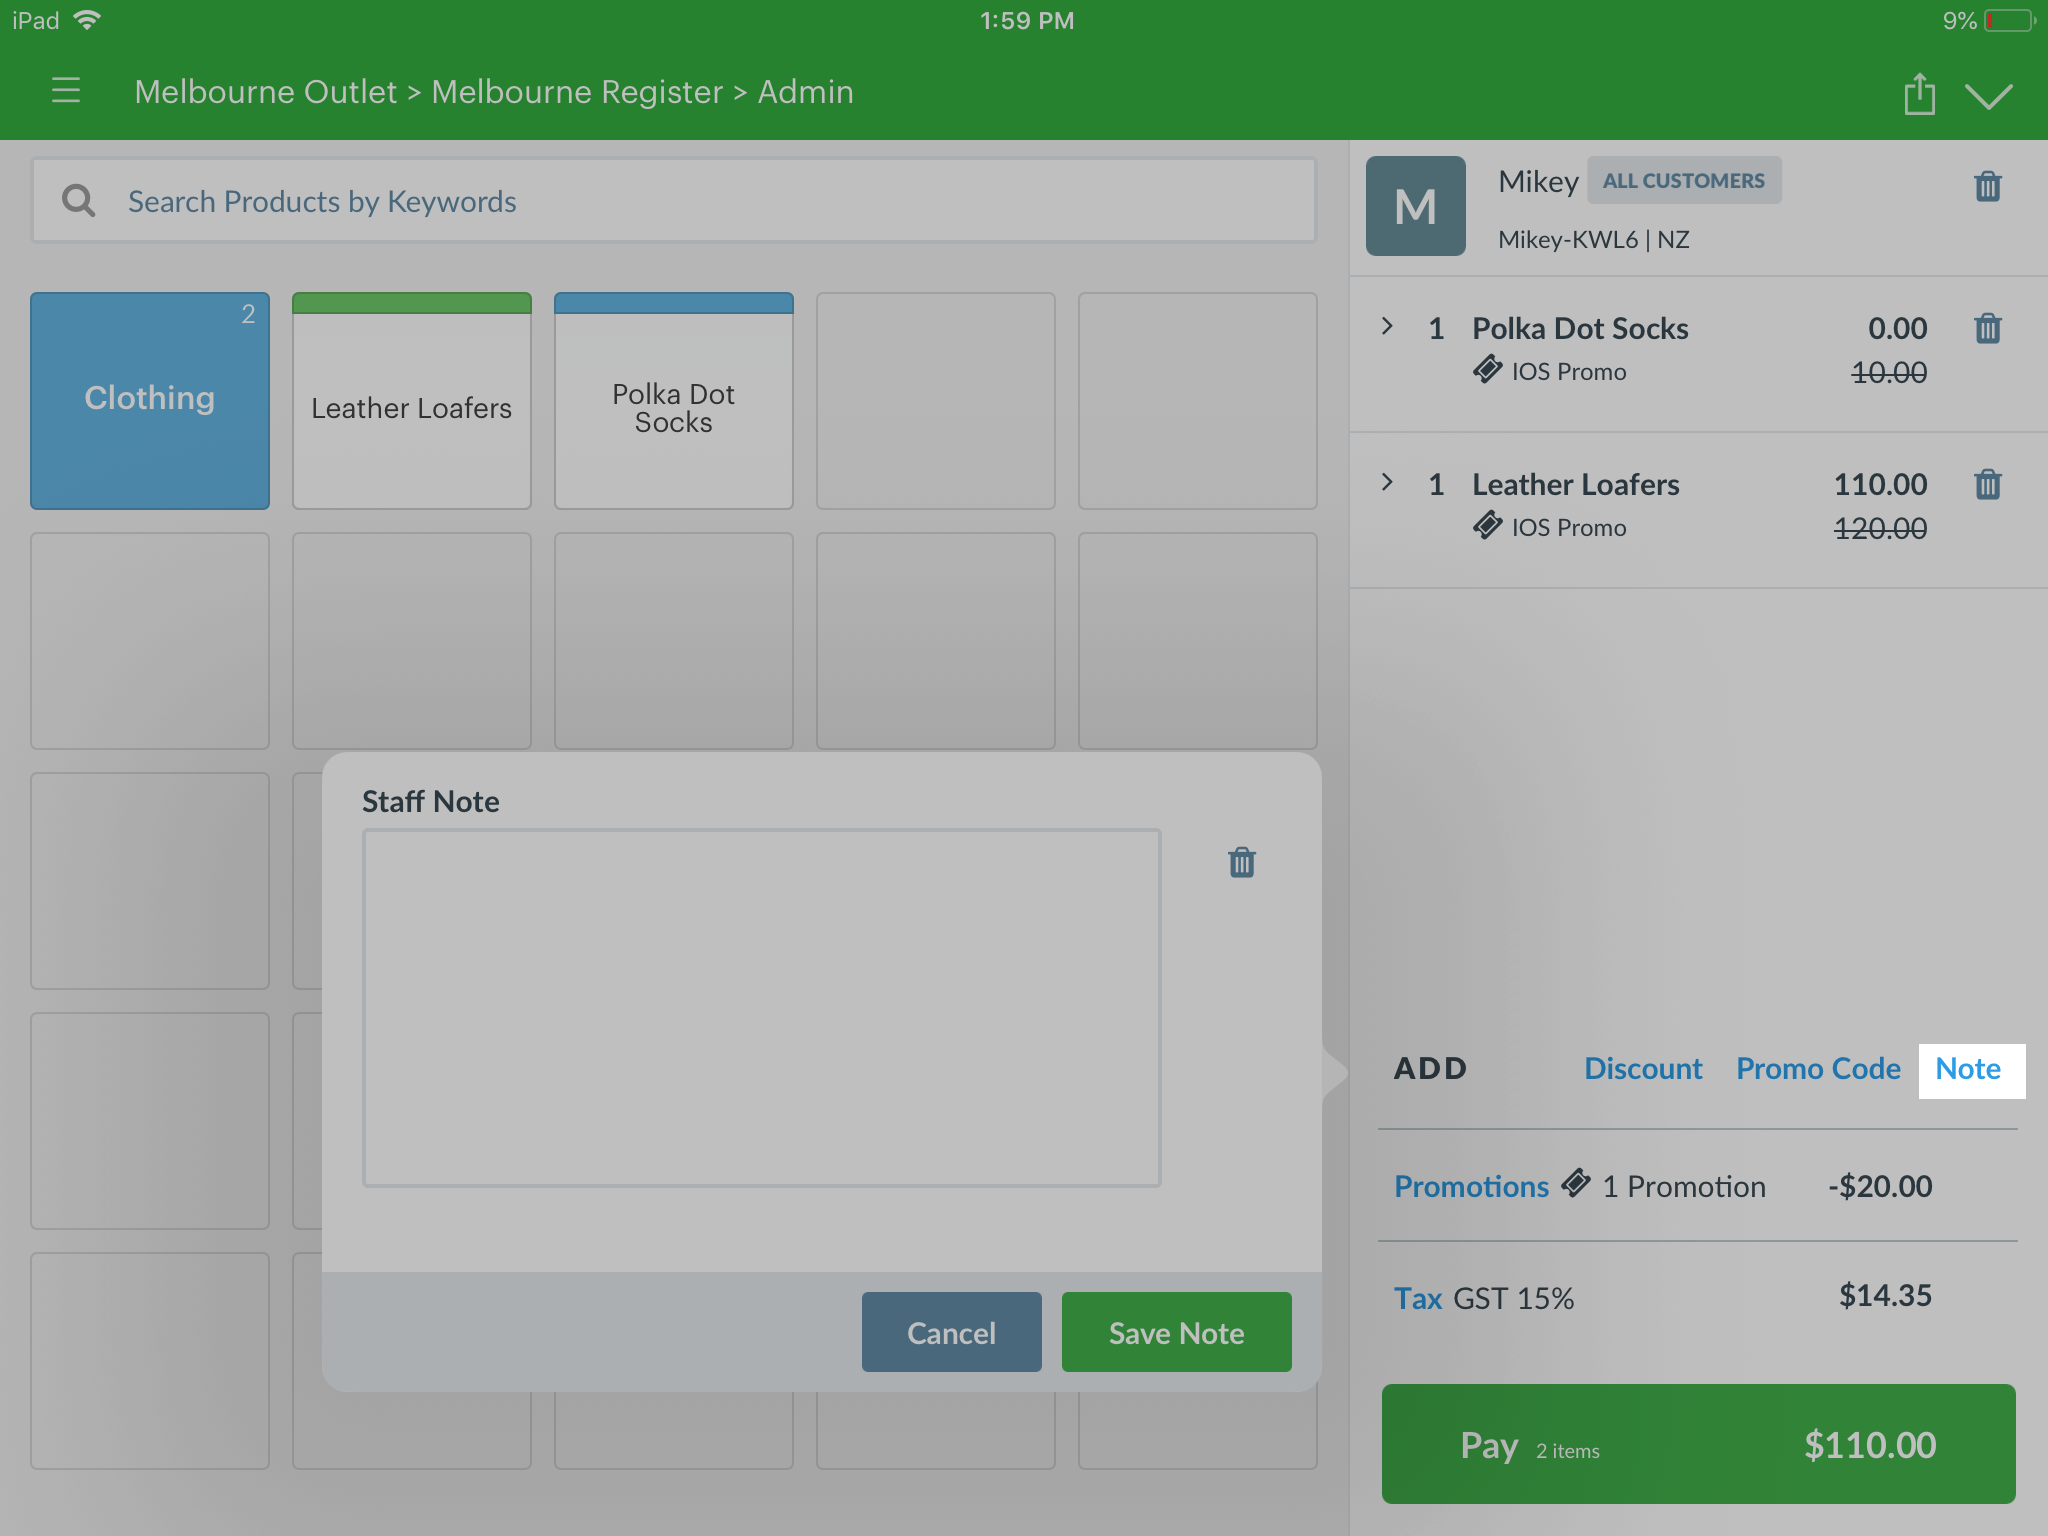 iPad 1:59 PM 9%
Melbourne Outlet > Melbourne Register > Admin
Search Products by Keywords
Clothing 2
Leather Loafers
Polka Dot
Socks
M
Mikey ALL CUSTOMERS
Mikey-KWL6 | NZ
1 Polka Dot Socks 0.00
IOS Promo 10.00
1 Leather Loafers 110.00
IOS Promo 120.00
Staff Note
Cancel Save Note
ADD Discount Promo Code Note
Promotions 1 Promotion -$20.00
Tax GST 15% $14.35
Pay 2 items $110.00